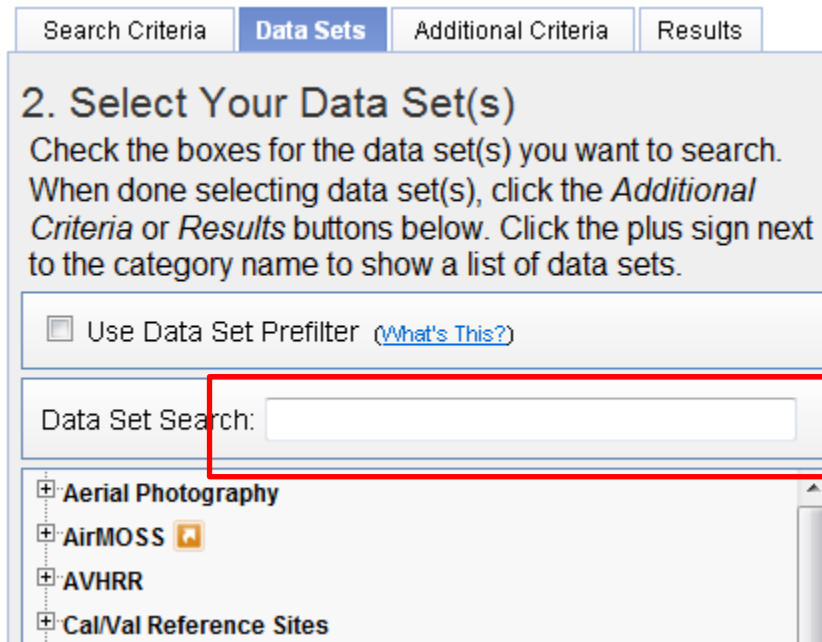 Search Criteria Data Sets Additional Criteria Results
2. Select Your Data Set(s)
Check the boxes for the data set(s) you want to search.
When done selecting data set(s), click the Additional
Criteria or Results buttons below. Click the plus sign next
to the category name to show a list of data sets.
Use Data Set Prefilter (What's This?)
Data Set Search:
Aerial Photography
AirMOSS
AVHRR
Cal/Val Reference Sites